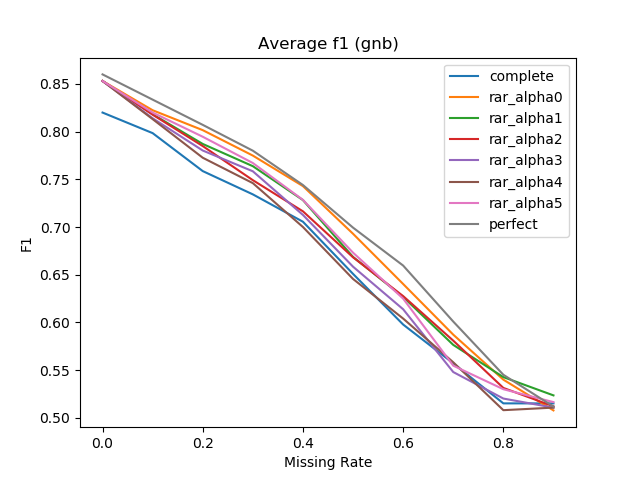 Average f1 (gnb)
F1
0.85
0.80
0.75
0.70
0.65
0.60
0.55
0.50
complete
rar_alpha0
rar_alpha1
rar_alpha2
rar_alpha3
rar_alpha4
rar_alpha5
perfect
0.0 0.2 0.4 0.6 0.8
Missing Rate